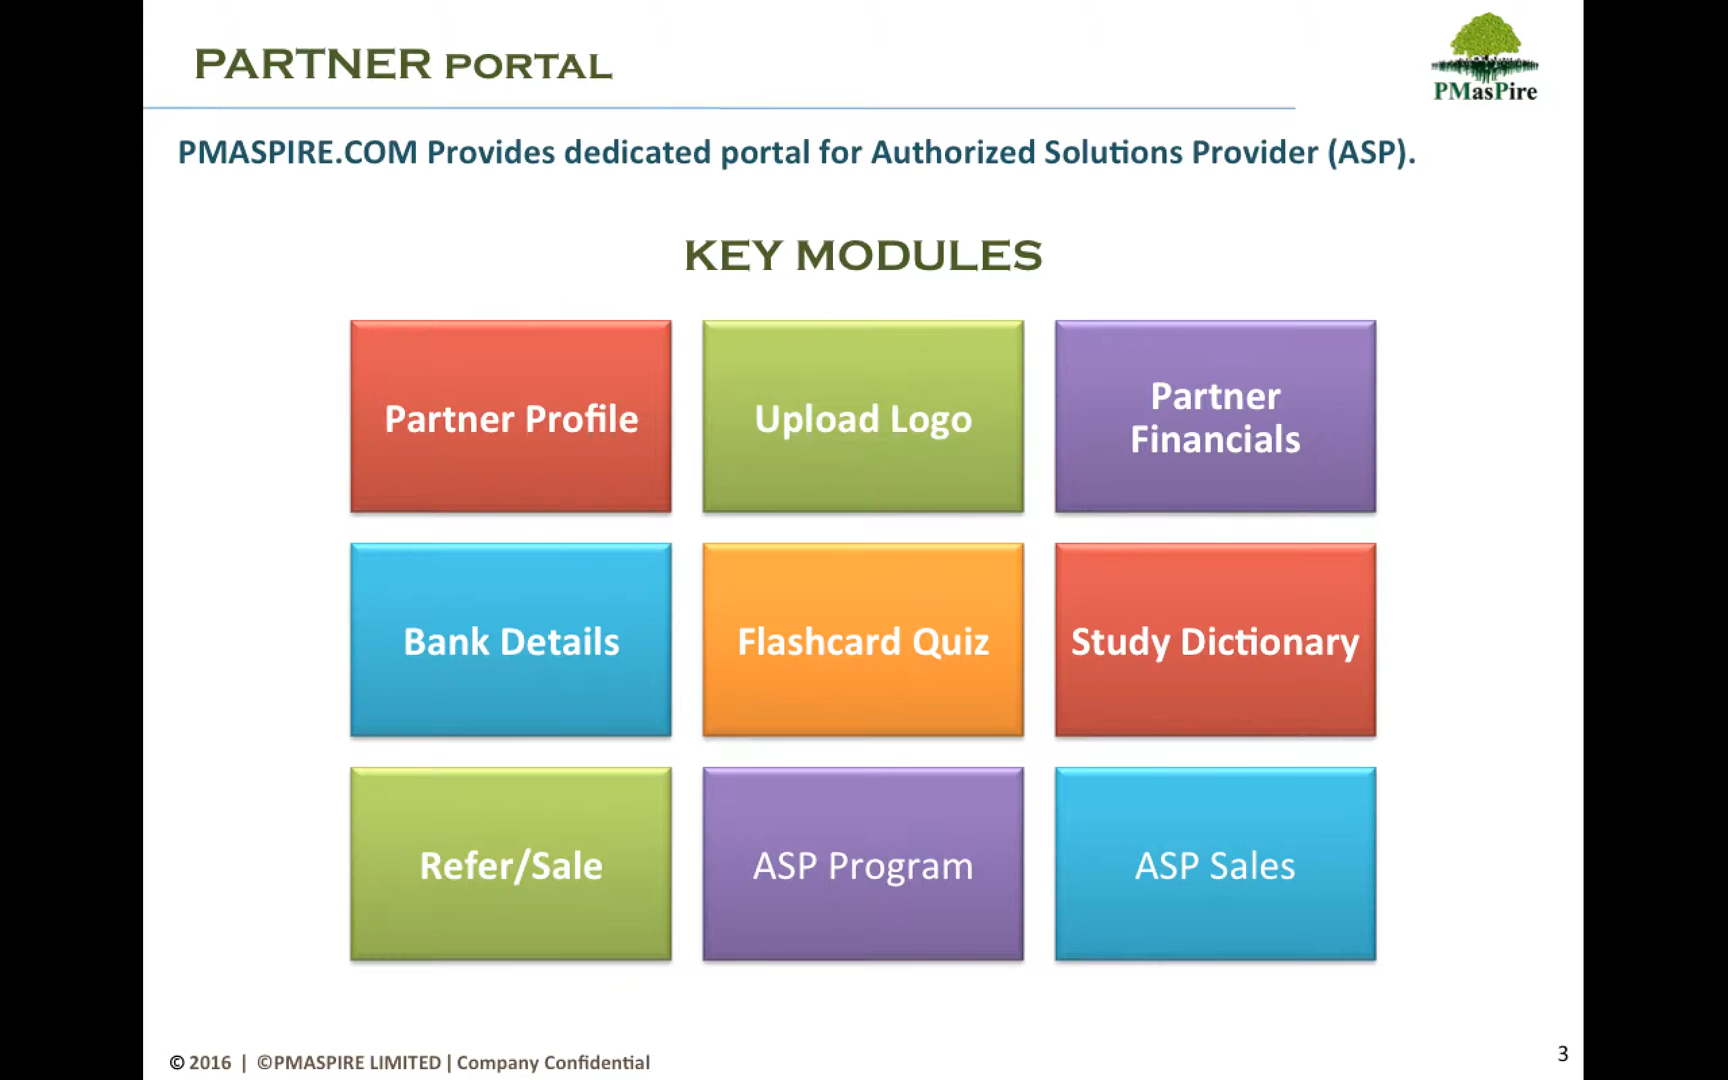 PARTNER PORTAL
PMasPire
PMASPIRE.COM Provides dedicated portal for Authorized Solutions Provider (ASP).
KEY MODULES
Partner Profile
Upload Logo
Partner
Financials
Bank Details
Flashcard Quiz
Study Dictionary
Refer/Sale
ASP Program
ASP Sales
© 2016 | ©PMASPIRE LIMITED | Company Confidential
3